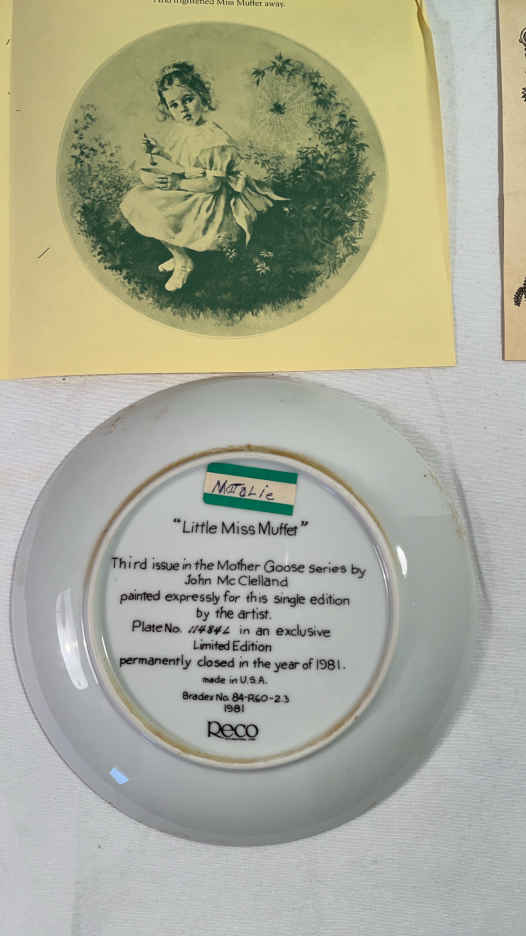 And frightened Miss Muffet away.
Natalie
"Little Miss Muffet"
Third issue in the Mother Goose series by
John McClelland
painted expressly for this single edition
by the artist.
Plate No. 11484L in an exclusive
Limited Edition
permanently closed in the year of 1981.
made in U.S.A.
Bradex No. 84-R60-2.3
1981
Reco